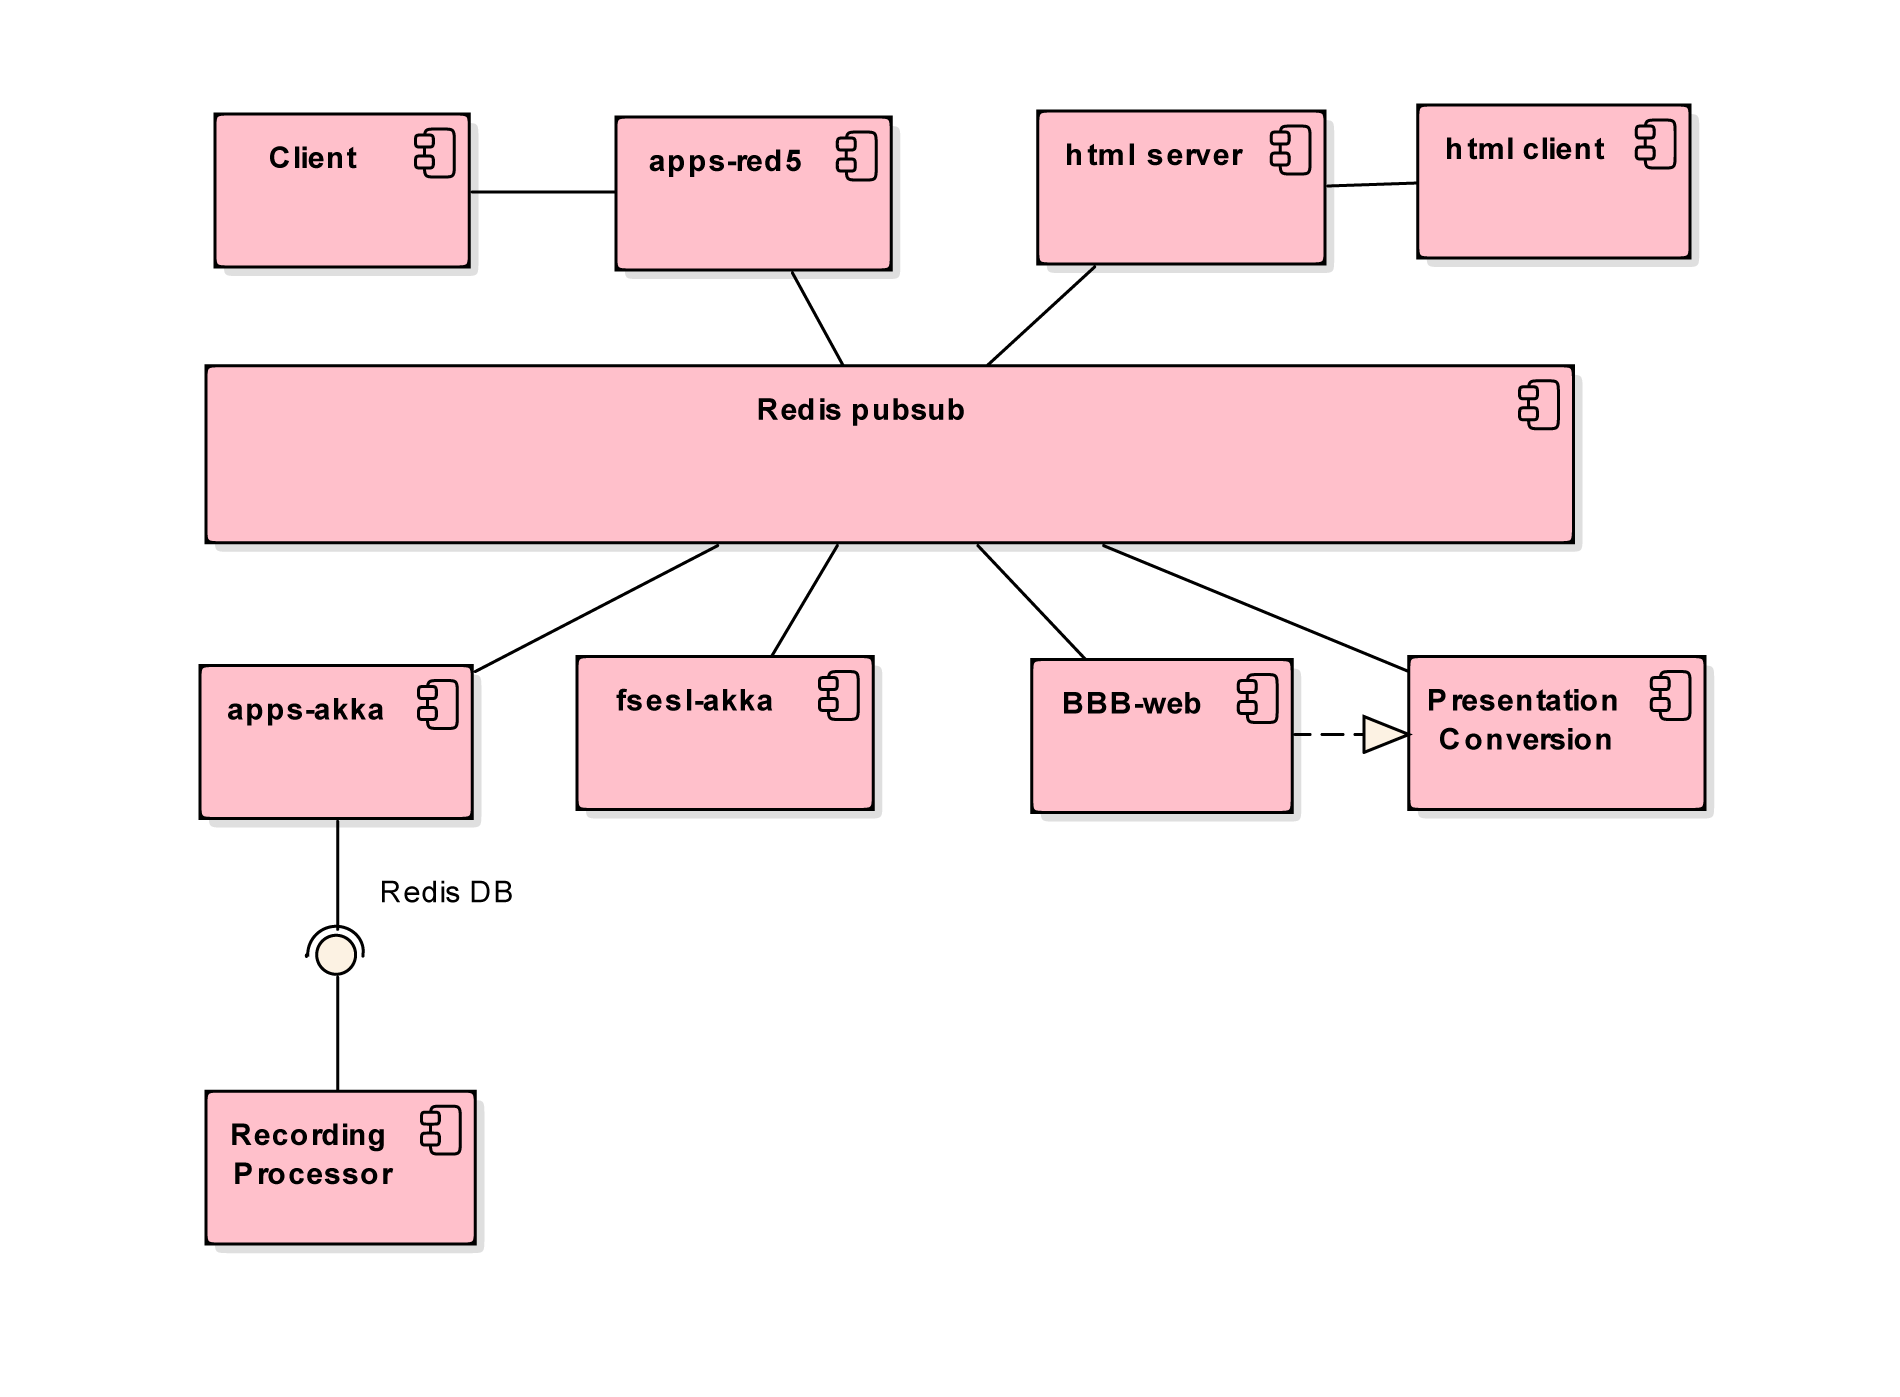 Client
apps-red5
html server
html client
Redis pubsub
apps-akka
fsesl-akka
BBB-web
Presentation
Conversion
Redis DB
Recording
Processor